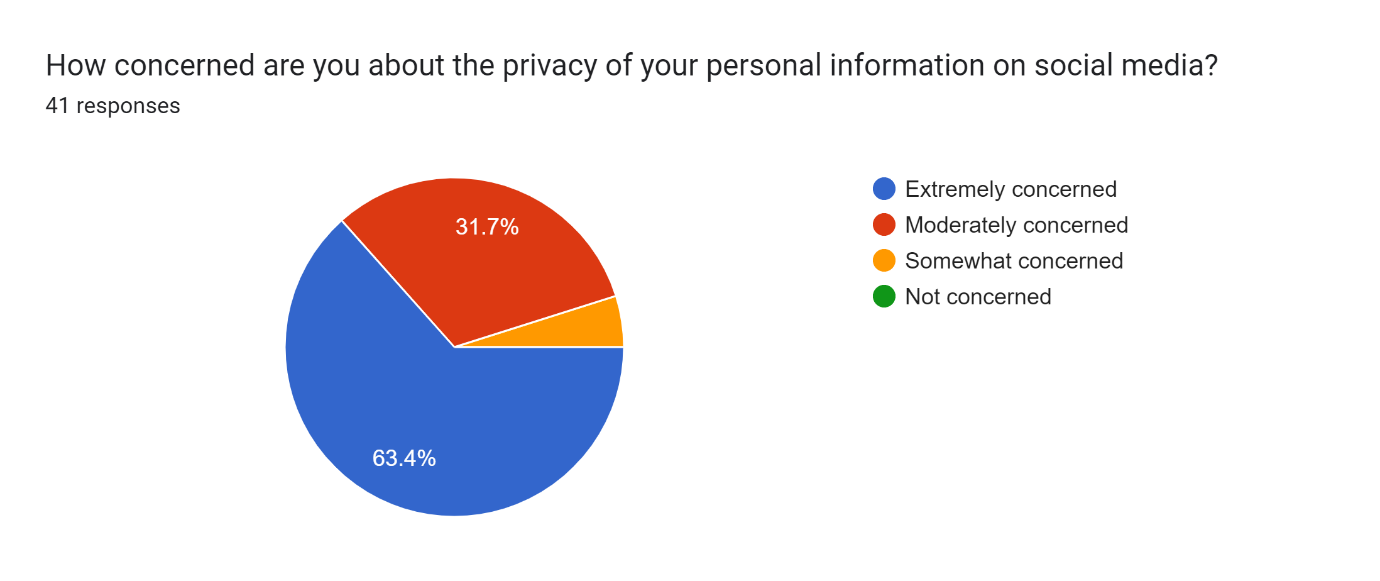 How concerned are you about the privacy of your personal information on social media?
41 responses
31.7%
63.4%
Extremely concerned
Moderately concerned
Somewhat concerned
Not concerned